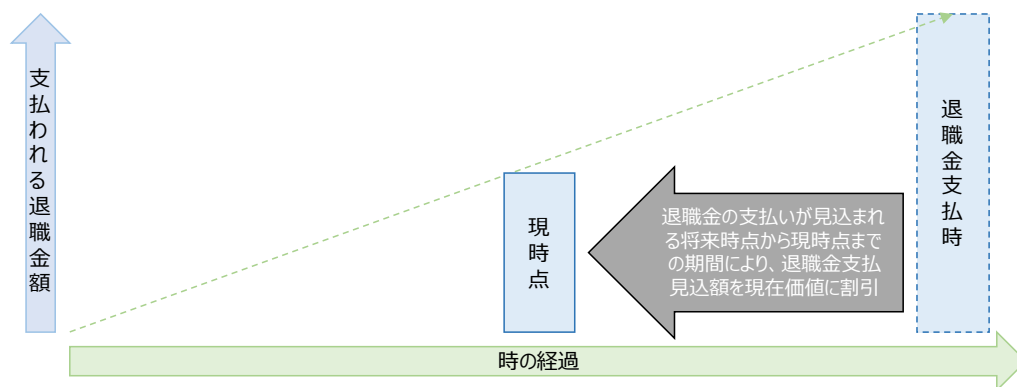 支払われる退職金額
現時点
退職金の支払いが見込まれ
る将来時点から現時点まで
の期間により、退職金支払
見込額を現在価値に割引
退職金支払時
時の経過